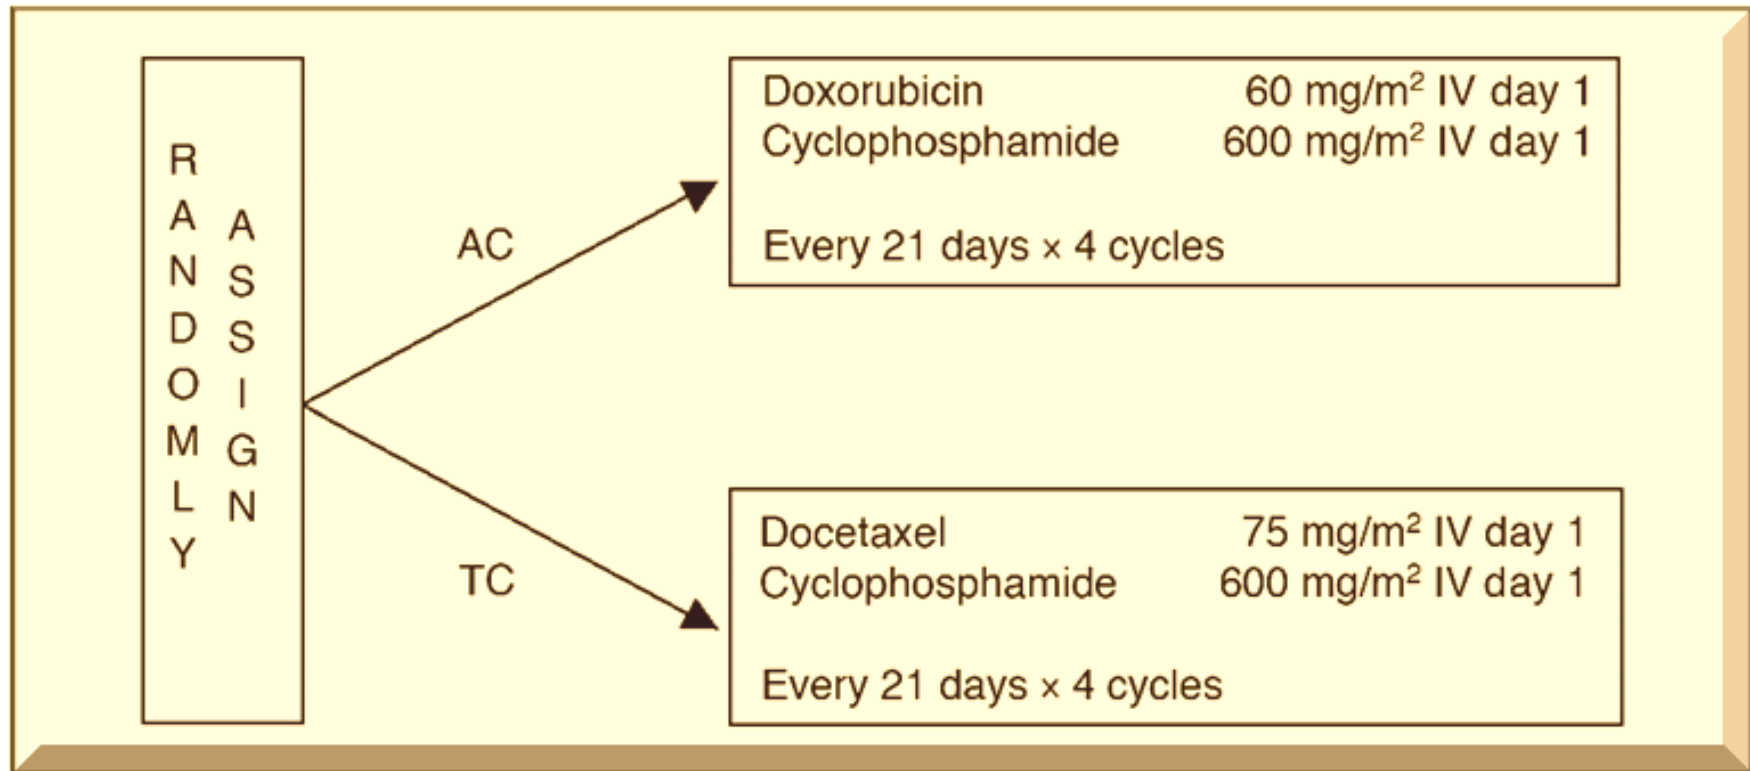 RANDOMLY
ASSIGN
AC
Doxorubicin 60 mg/m² IV day 1
Cyclophosphamide 600 mg/m² IV day 1
Every 21 days × 4 cycles
TC
Docetaxel 75 mg/m² IV day 1
Cyclophosphamide 600 mg/m² IV day 1
Every 21 days × 4 cycles